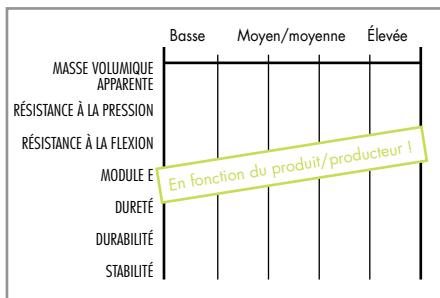 Basse Moyen/moyenne Élevée
MASSE VOLUMIQUE
APPARENTE
RÉSISTANCE À LA PRESSION
RÉSISTANCE À LA FLEXION
MODULE E
En fonction du produit/producteur !
DURETÉ
DURABILITÉ
STABILITÉ